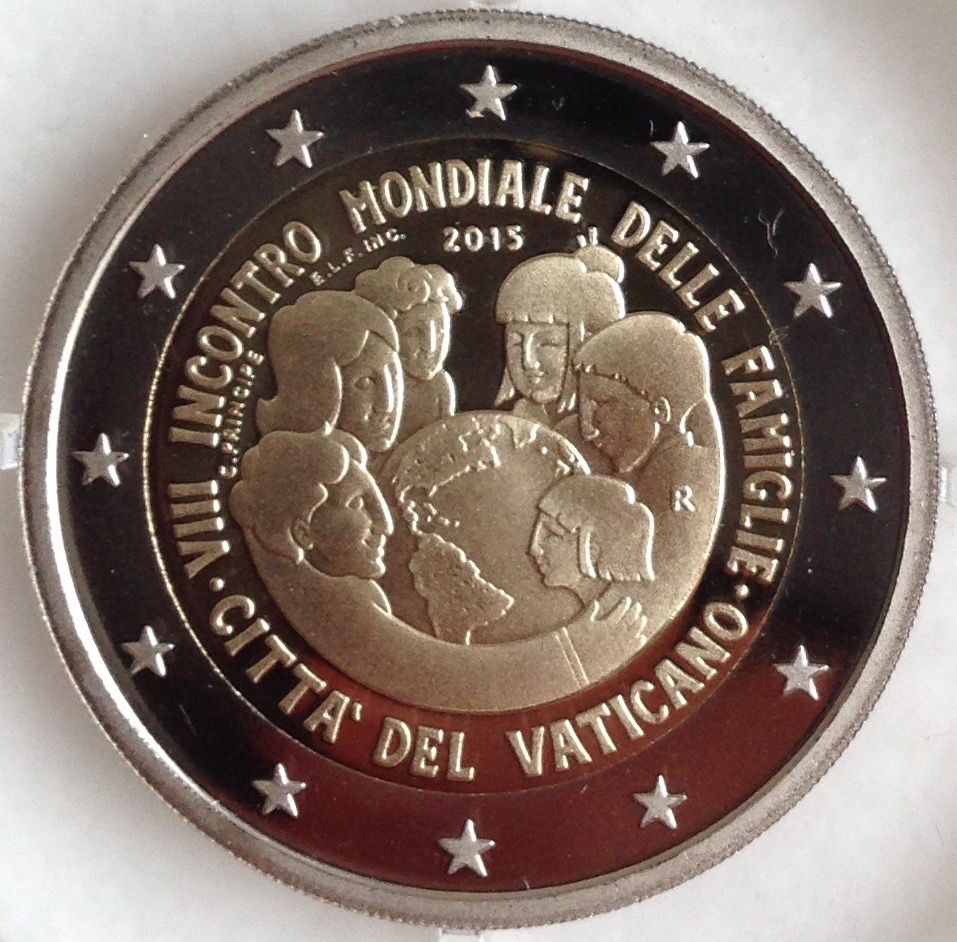 VIII INCONTRO MONDIALE DELLE FAMIGLIE
• CITTA' DEL VATICANO •
2015
E.L.F. INC.
C. PRINCIPE
R